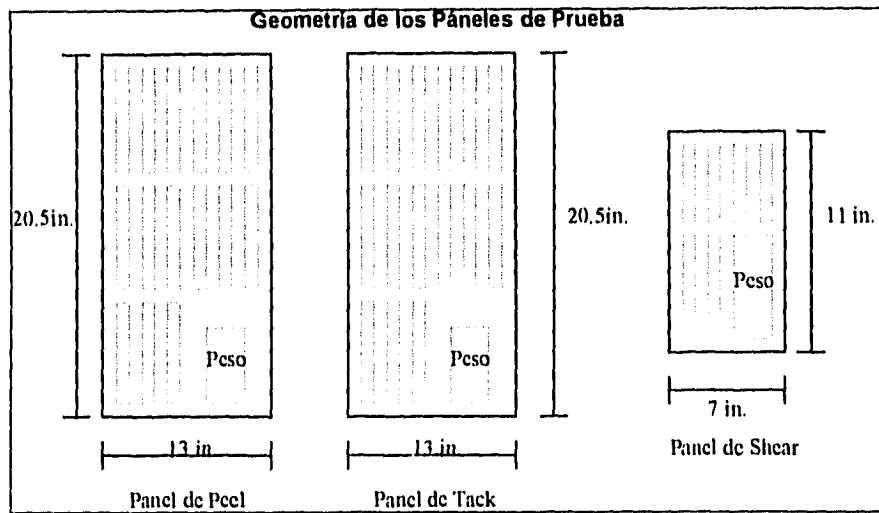 Geometría de los Páneles de Prueba
20.5in.
Peso
13 in
Panel de Peel
Peso
20.5in.
13 in
Panel de Tack
Peso
11 in.
7 in.
Panel de Shear